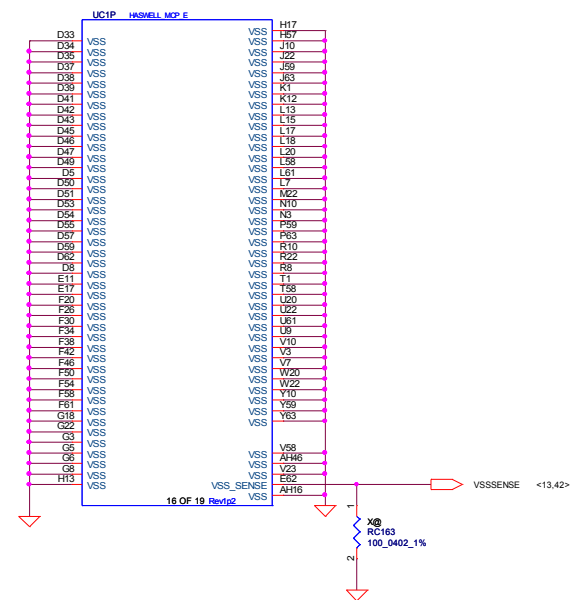 UC1P HASWELL_MCP_E
D33 VSS VSS H17
D34 VSS VSS H57
D35 VSS VSS J10
D37 VSS VSS J22
D38 VSS VSS J59
D39 VSS VSS J63
D41 VSS VSS K1
D42 VSS VSS K12
D43 VSS VSS L13
D45 VSS VSS L15
D46 VSS VSS L17
D47 VSS VSS L18
D49 VSS VSS L20
D5 VSS VSS L58
D50 VSS VSS L61
D51 VSS VSS L7
D53 VSS VSS M22
D54 VSS VSS N10
D55 VSS VSS N3
D57 VSS VSS P59
D59 VSS VSS P63
D62 VSS VSS R10
D8 VSS VSS R22
E11 VSS VSS R8
E17 VSS VSS T1
F20 VSS VSS T58
F26 VSS VSS U20
F30 VSS VSS U22
F34 VSS VSS U61
F38 VSS VSS U9
F42 VSS VSS V10
F46 VSS VSS V3
F50 VSS VSS V7
F54 VSS VSS W20
F58 VSS VSS W22
F61 VSS VSS Y10
G18 VSS VSS Y59
G22 VSS VSS Y63
G3 VSS
G5 VSS VSS V58
G6 VSS VSS AH46
G8 VSS VSS V23
H13 VSS VSS_SENSE E62 VSSSENSE <13,42>
VSS AH16
16 OF 19 Rev1p2
1
X@
RC163
100_0402_1%
2